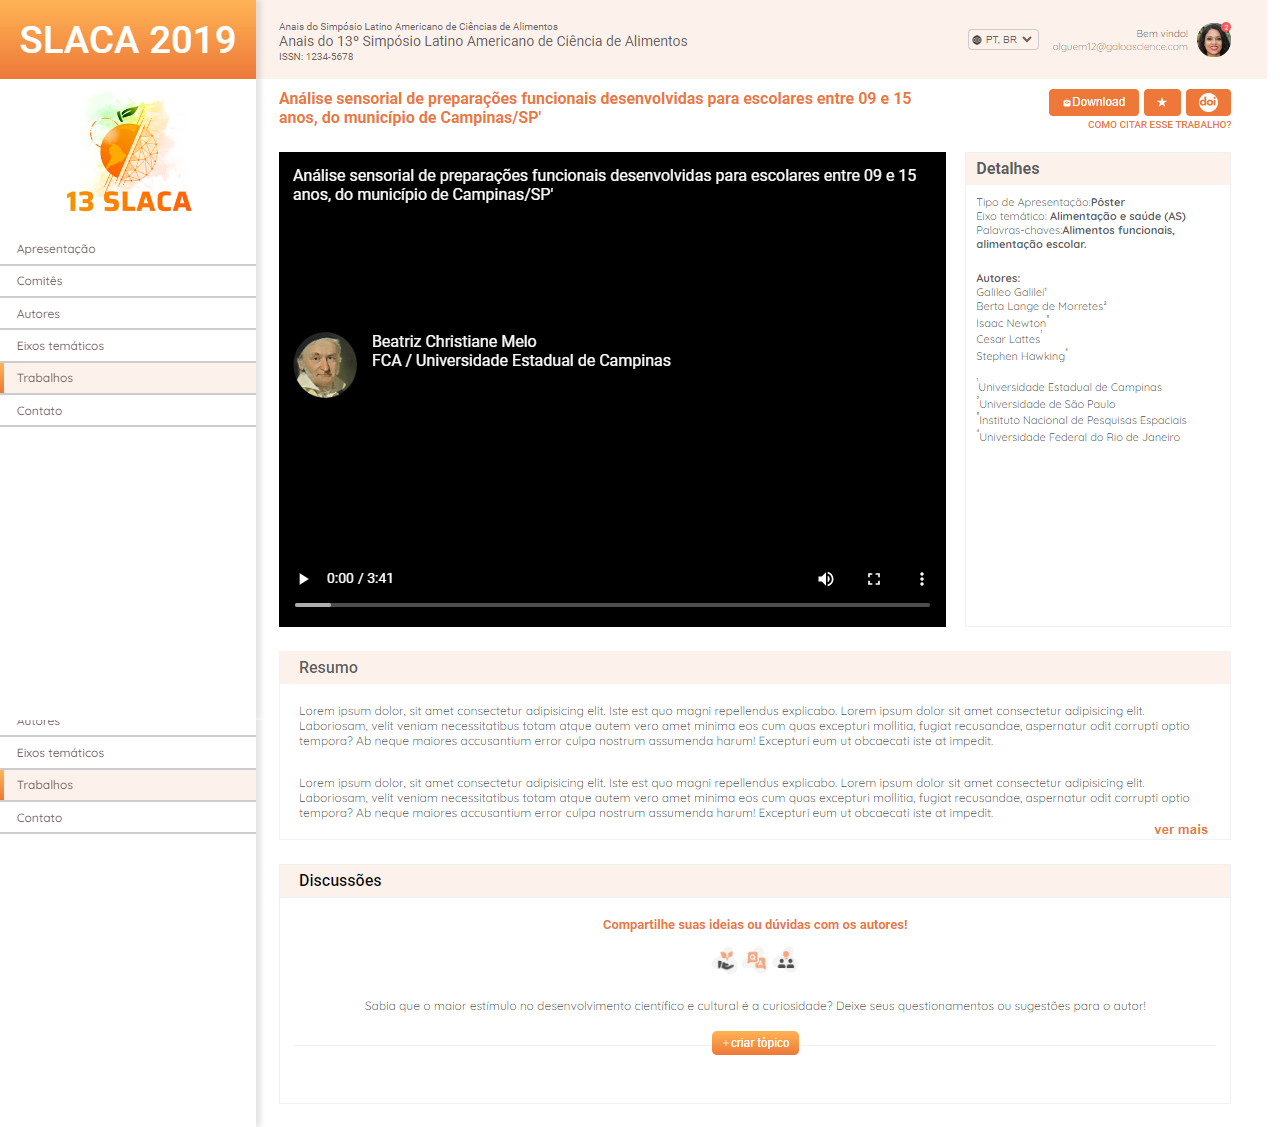 SLACA 2019
Anais do Simpósio Latino Americano de Ciências de Alimentos
Anais do 13º Simpósio Latino Americano de Ciência de Alimentos
ISSN: 1234-5678
PT, BR
Bem vindo!
alguem12@galoascience.com
2
13 SLACA
Apresentação
Comitês
Autores
Eixos temáticos
Trabalhos
Contato
Autores
Eixos temáticos
Trabalhos
Contato
Análise sensorial de preparações funcionais desenvolvidas para escolares entre 09 e 15
anos, do município de Campinas/SP'
Download
doi
COMO CITAR ESSE TRABALHO?
Análise sensorial de preparações funcionais desenvolvidas para escolares entre 09 e 15
anos, do município de Campinas/SP'
Beatriz Christiane Melo
FCA / Universidade Estadual de Campinas
0:00 / 3:41
Detalhes
Tipo de Apresentação:Pôster
Eixo temático: Alimentação e saúde (AS)
Palavras-chaves:Alimentos funcionais,
alimentação escolar.
Autores:
Galileo Galilei¹
Berta Lange de Morretes²
Isaac Newton³
Cesar Lattes¹
Stephen Hawking⁴
¹Universidade Estadual de Campinas
²Universidade de São Paulo
³Instituto Nacional de Pesquisas Espaciais
⁴Universidade Federal do Rio de Janeiro
Resumo
Lorem ipsum dolor, sit amet consectetur adipisicing elit. Iste est quo magni repellendus explicabo. Lorem ipsum dolor sit amet consectetur adipisicing elit.
Laboriosam, velit veniam necessitatibus totam atque autem vero amet minima eos cum quas excepturi mollitia, fugiat recusandae, aspernatur odit corrupti optio
tempora? Ab neque maiores accusantium error culpa nostrum assumenda harum! Excepturi eum ut obcaecati iste at impedit.
Lorem ipsum dolor, sit amet consectetur adipisicing elit. Iste est quo magni repellendus explicabo. Lorem ipsum dolor sit amet consectetur adipisicing elit.
Laboriosam, velit veniam necessitatibus totam atque autem vero amet minima eos cum quas excepturi mollitia, fugiat recusandae, aspernatur odit corrupti optio
tempora? Ab neque maiores accusantium error culpa nostrum assumenda harum! Excepturi eum ut obcaecati iste at impedit.
ver mais
Discussões
Compartilhe suas ideias ou dúvidas com os autores!
Q A
Sabia que o maior estímulo no desenvolvimento científico e cultural é a curiosidade? Deixe seus questionamentos ou sugestões para o autor!
+criar tòpico